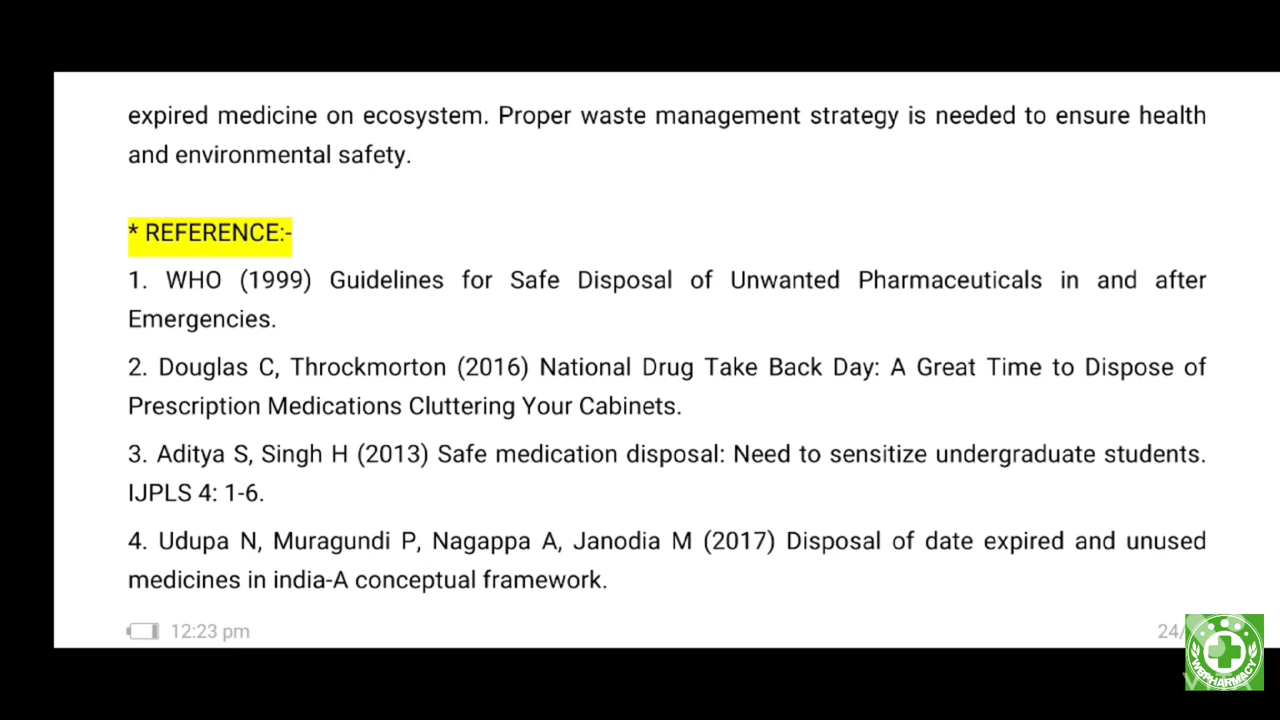 expired medicine on ecosystem. Proper waste management strategy is needed to ensure health
and environmental safety.
* REFERENCE:-
1. WHO (1999) Guidelines for Safe Disposal of Unwanted Pharmaceuticals in and after
Emergencies.
2. Douglas C, Throckmorton (2016) National Drug Take Back Day: A Great Time to Dispose of
Prescription Medications Cluttering Your Cabinets.
3. Aditya S, Singh H (2013) Safe medication disposal: Need to sensitize undergraduate students.
IJPLS 4: 1-6.
4. Udupa N, Muragundi P, Nagappa A, Janodia M (2017) Disposal of date expired and unused
medicines in india-A conceptual framework.
12:23 pm
24/
WBPHARMACY